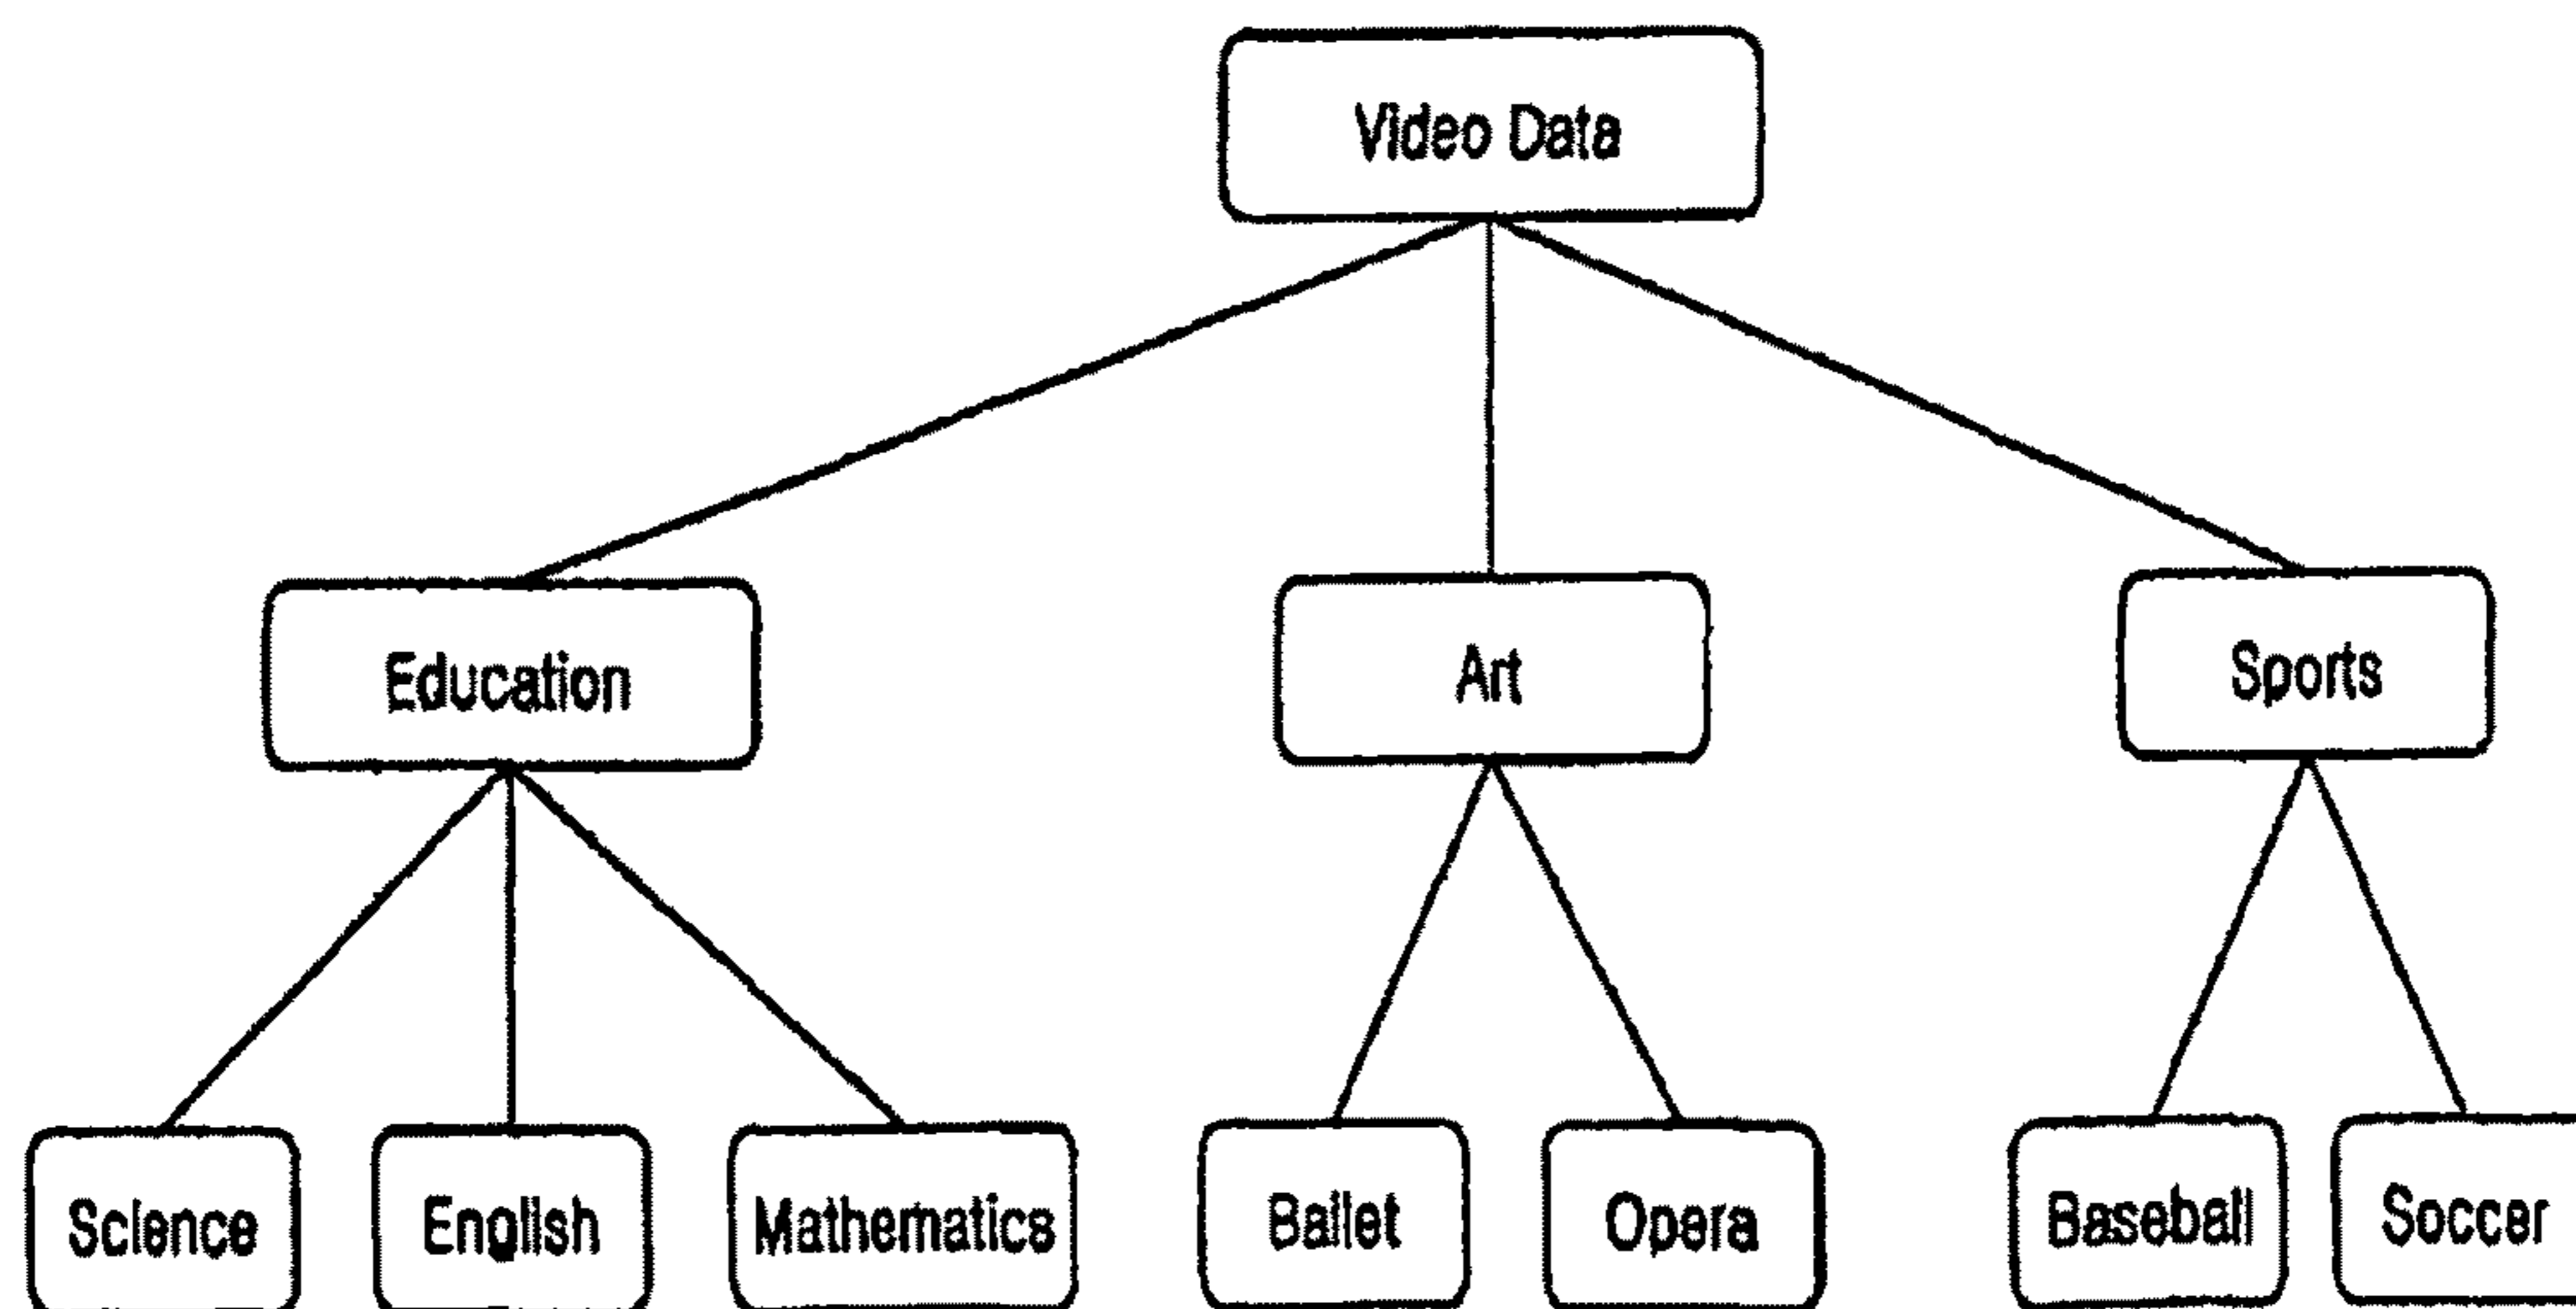 Video Data
Education
Art
Sports
Science
English
Mathematics
Ballet
Opera
Baseball
Soccer